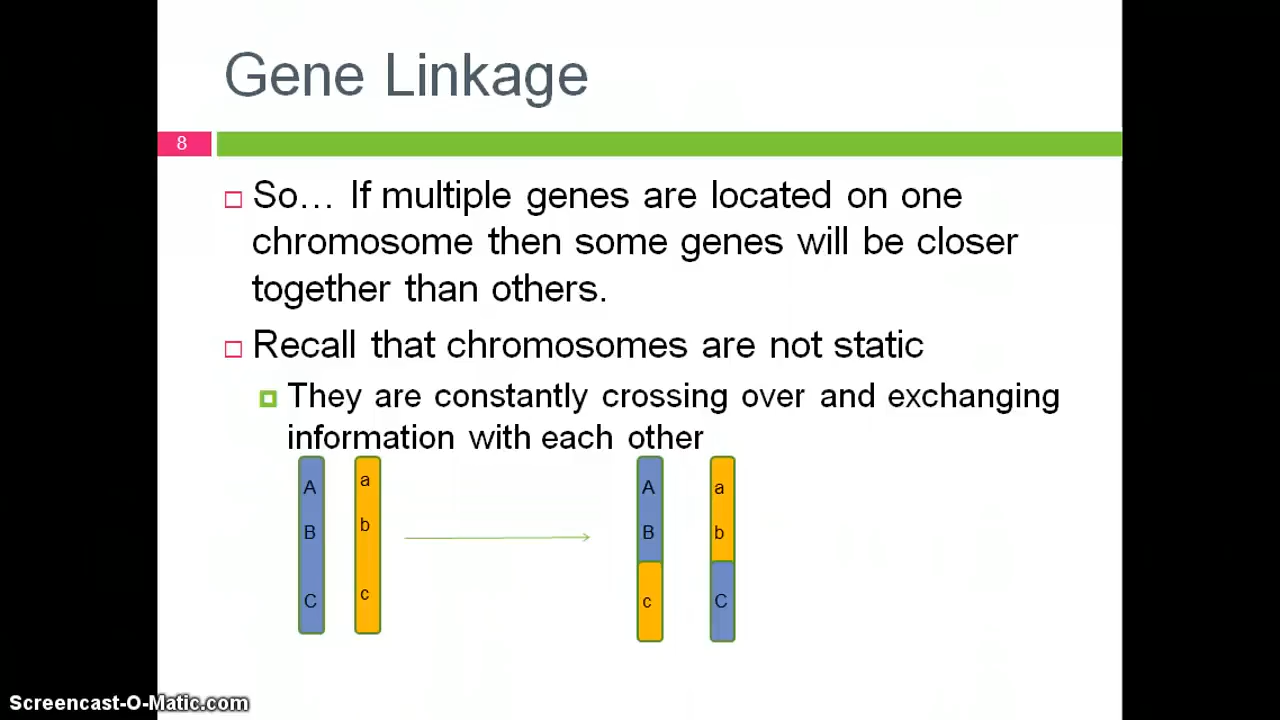 Gene Linkage
8
So... If multiple genes are located on one
chromosome then some genes will be closer
together than others.
Recall that chromosomes are not static
They are constantly crossing over and exchanging
information with each other
A a A a
B b B b
C c c C
Screencast-O-Matic.com